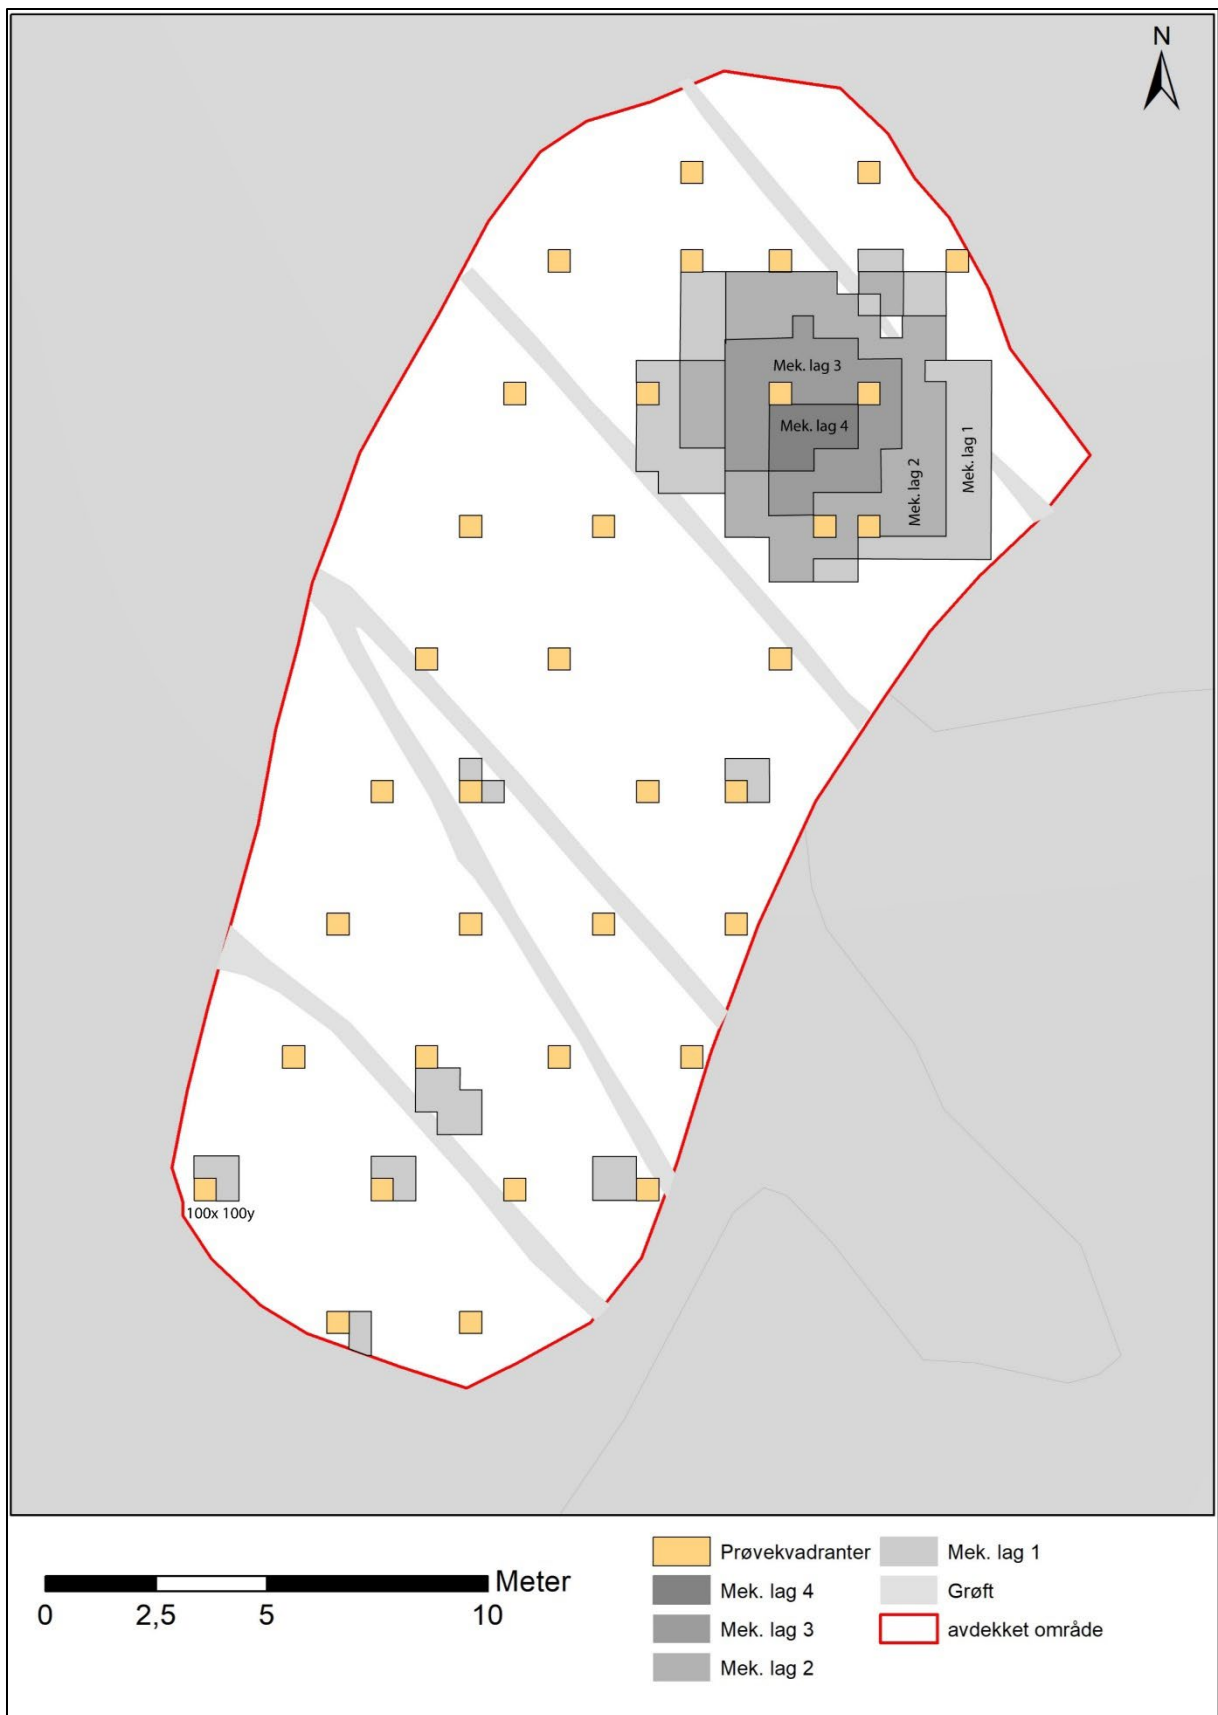 N
Mek. lag 3
Mek. lag 4
Mek. lag 2
Mek. lag 1
100x 100y
Meter
0 2,5 5 10
Prøvekvadranter
Mek. lag 4
Mek. lag 3
Mek. lag 2
Mek. lag 1
Grøft
avdekket område